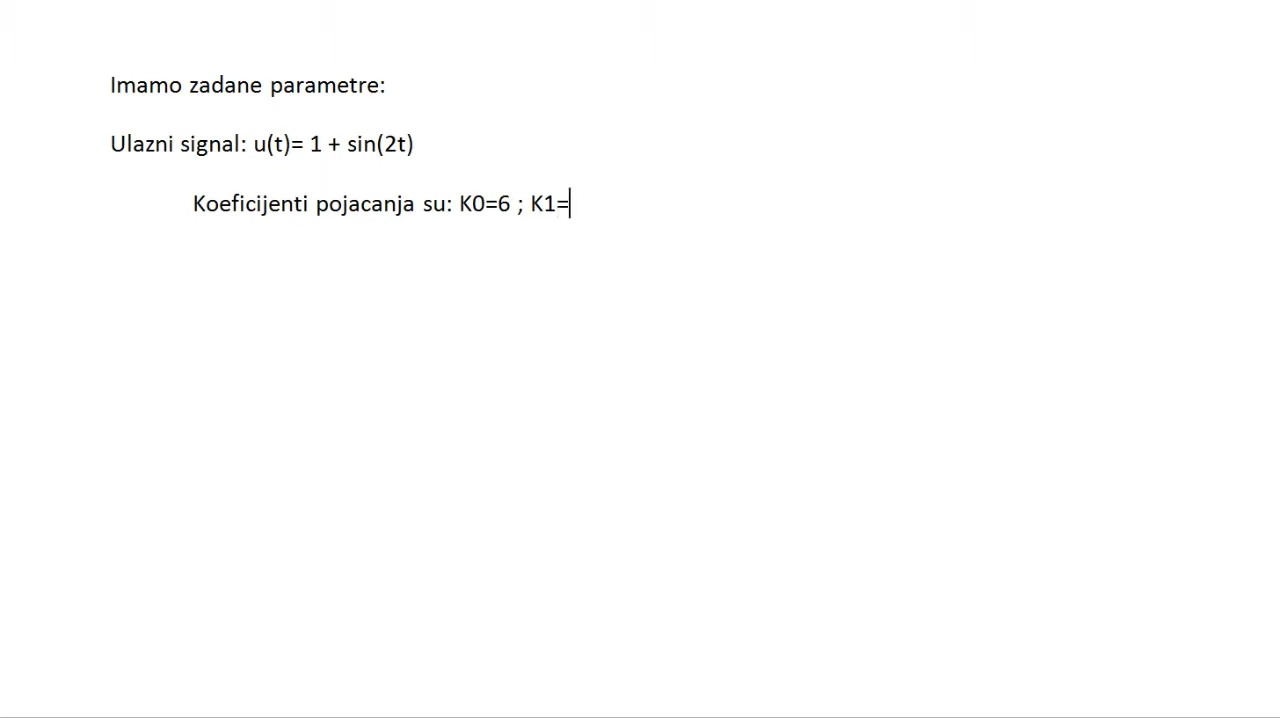 Imamo zadane parametre:
Ulazni signal: u(t)= 1 + sin(2t)
Koeficijenti pojacanja su: K0=6 ; K1=